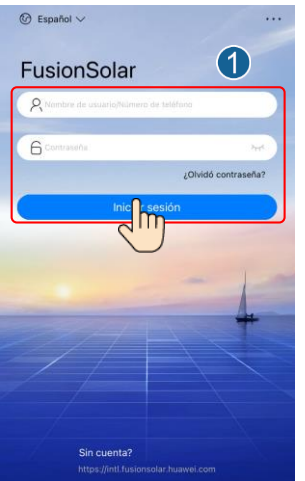 Español
...
FusionSolar
1
Nombre de usuario/Número de teléfono
Contraseña
¿Olvidó contraseña?
Iniciar sesión
Sin cuenta?
https://intl.fusionsolar.huawei.com